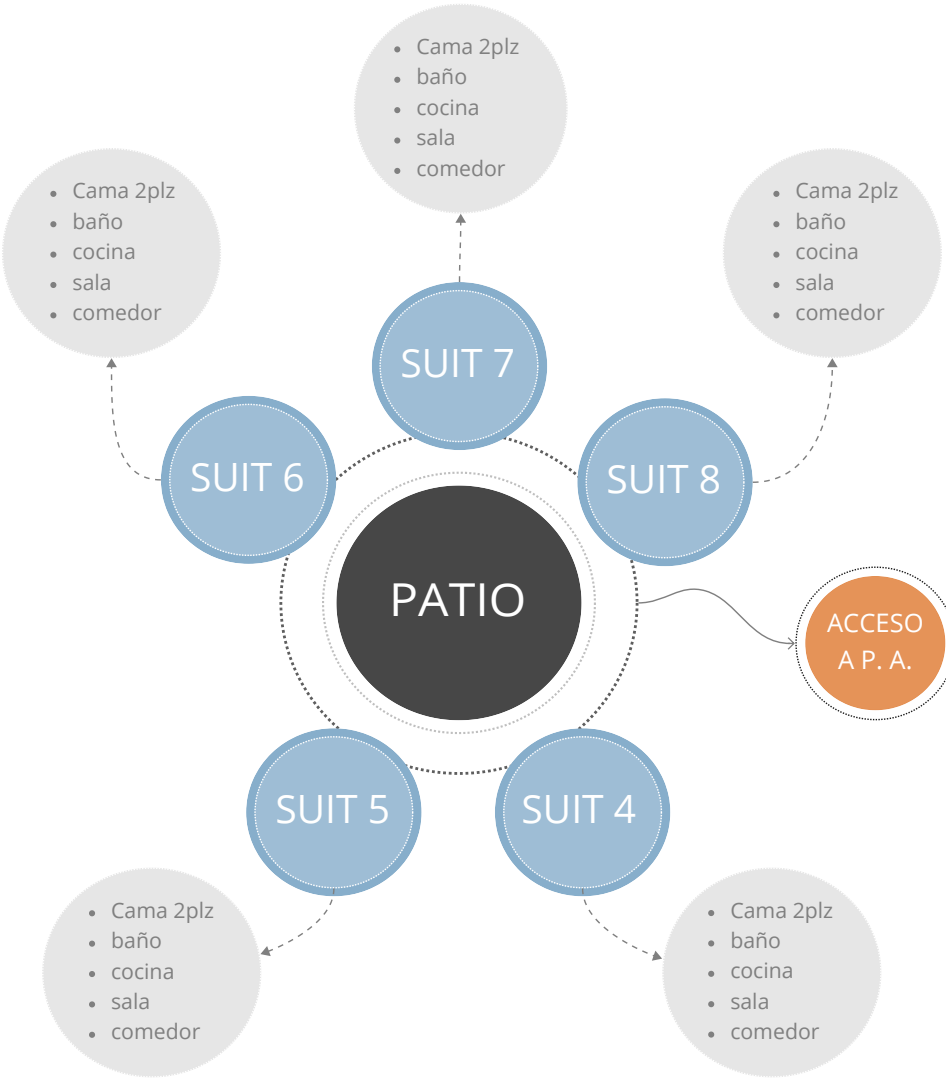 • Cama 2plz
• baño
• cocina
• sala
• comedor
• Cama 2plz
• baño
• cocina
• sala
• comedor
• Cama 2plz
• baño
• cocina
• sala
• comedor
SUIT 7
SUIT 6
SUIT 8
PATIO
ACCESO
A P. A.
SUIT 5
SUIT 4
• Cama 2plz
• baño
• cocina
• sala
• comedor
• Cama 2plz
• baño
• cocina
• sala
• comedor